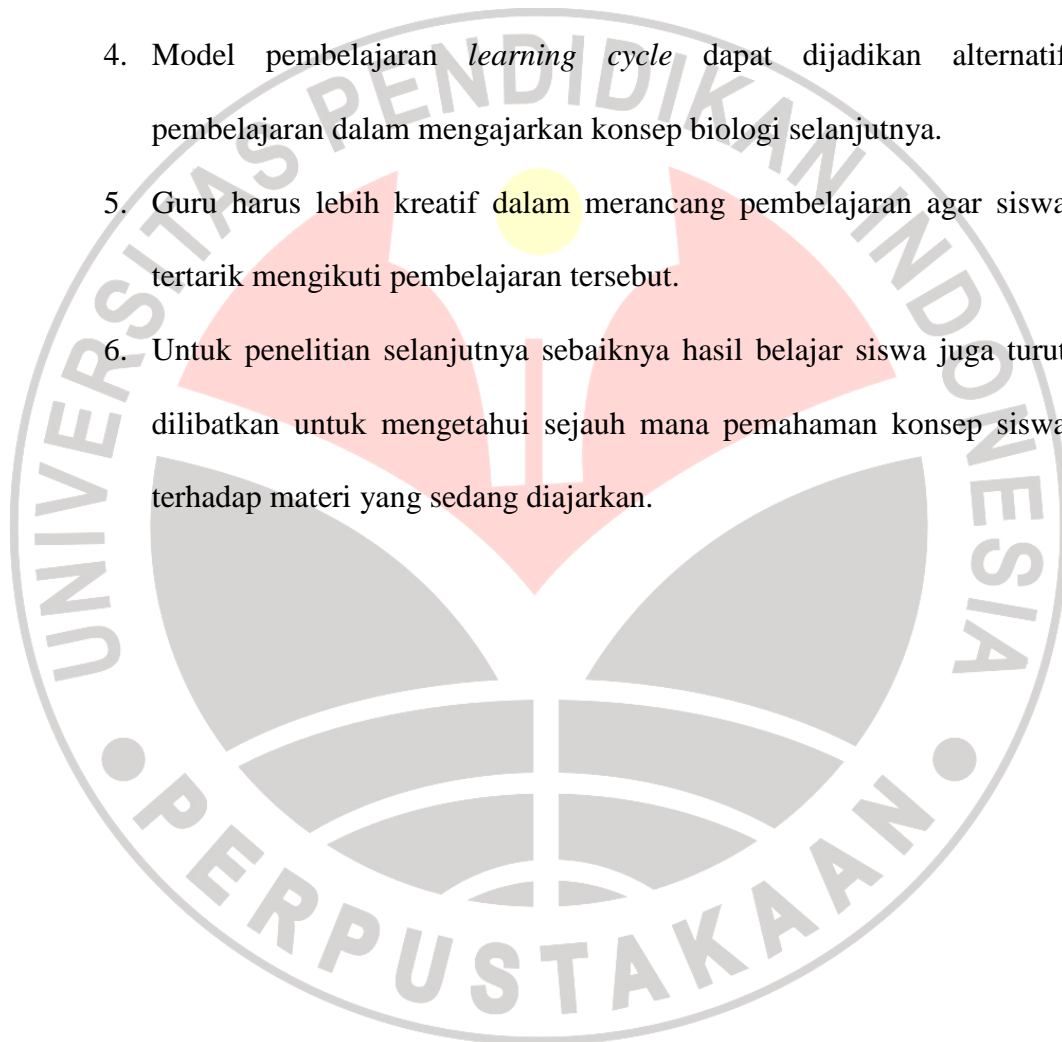 4. Model pembelajaran learning cycle dapat dijadikan alternatif
pembelajaran dalam mengajarkan konsep biologi selanjutnya.
5. Guru harus lebih kreatif dalam merancang pembelajaran agar siswa
tertarik mengikuti pembelajaran tersebut.
6. Untuk penelitian selanjutnya sebaiknya hasil belajar siswa juga turut
dilibatkan untuk mengetahui sejauh mana pemahaman konsep siswa
terhadap materi yang sedang diajarkan.
UNIVERSITAS PENDIDIKAN INDONESIA
PERPUSTAKAAN